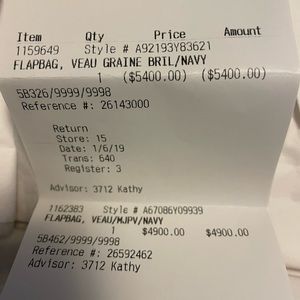 Item Qty Price Amount
1159649 Style # A92193Y83621
FLAPBAG, VEAU GRAINE BRIL/NAVY
1 ($5400.00) ($5400.00)
5B326/9999/9998
Reference #: 26143000
Return
Store: 15
Date: 1/6/19
Trans: 640
Register: 3
Advisor: 3712 Kathy
1162383 Style # A67086Y09939
FLAPBAG, VEAU/MJPV/NAVY
1 $4900.00 $4900.00
5B462/9999/9998
Reference #: 26592462
Advisor: 3712 Kathy